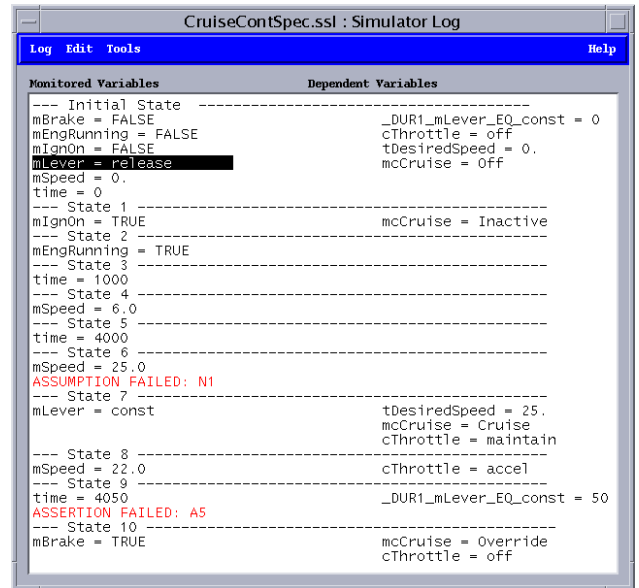 CruiseContSpec.ssl : Simulator Log
Log Edit Tools Help
Monitored Variables Dependent Variables
--- Initial State ------------------------------------
mBrake = FALSE _DUR1_mLever_EQ_const = 0
mEngRunning = FALSE cThrottle = off
mIgnOn = FALSE tDesiredSpeed = 0.
mLever = release mcCruise = Off
mSpeed = 0.
time = 0
--- State 1 ---------------------------------------------
mIgnOn = TRUE mcCruise = Inactive
--- State 2 ---------------------------------------------
mEngRunning = TRUE
--- State 3 ---------------------------------------------
time = 1000
--- State 4 ---------------------------------------------
mSpeed = 6.0
--- State 5 ---------------------------------------------
time = 4000
--- State 6 ---------------------------------------------
mSpeed = 25.0
ASSUMPTION FAILED: N1
--- State 7 ---------------------------------------------
mLever = const tDesiredSpeed = 25.
mcCruise = Cruise
cThrottle = maintain
--- State 8 ---------------------------------------------
mSpeed = 22.0 cThrottle = accel
--- State 9 ---------------------------------------------
time = 4050 _DUR1_mLever_EQ_const = 50
ASSERTION FAILED: A5
--- State 10 ---------------------------------------------
mBrake = TRUE mcCruise = Override
cThrottle = off